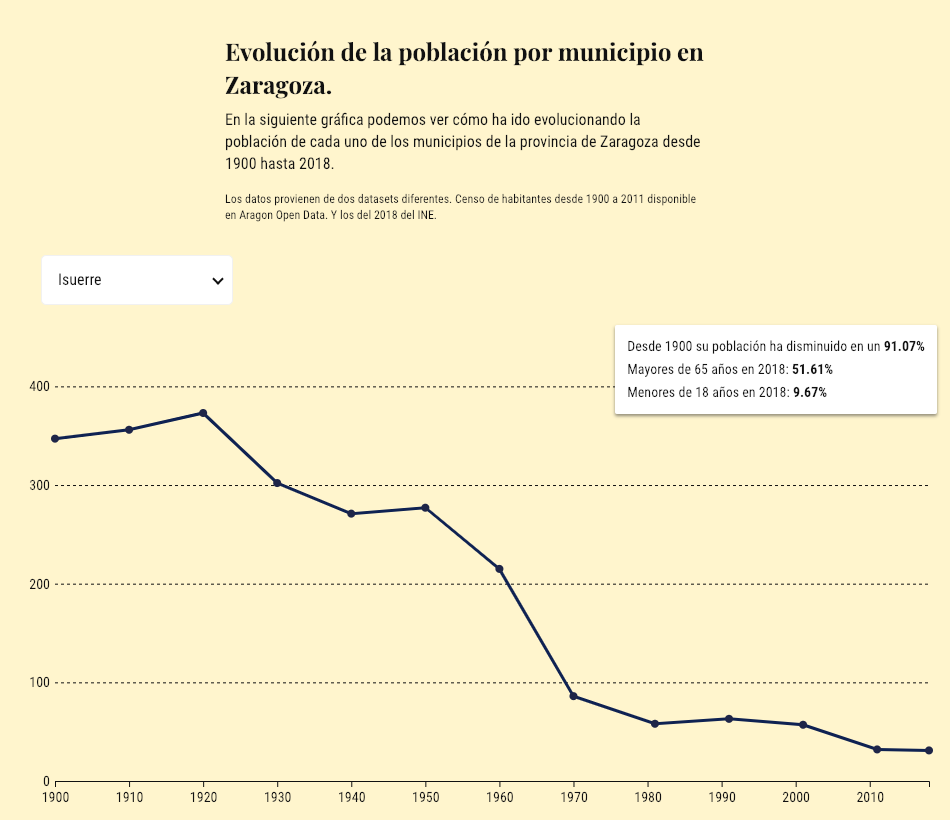 Evolución de la población por municipio en
Zaragoza.
En la siguiente gráfica podemos ver cómo ha ido evolucionando la
población de cada uno de los municipios de la provincia de Zaragoza desde
1900 hasta 2018.
Los datos provienen de dos datasets diferentes. Censo de habitantes desde 1900 a 2011 disponible
en Aragon Open Data. Y los del 2018 del INE.
Isuerre
Desde 1900 su población ha disminuido en un 91.07%
Mayores de 65 años en 2018: 51.61%
Menores de 18 años en 2018: 9.67%
400
300
200
100
0
1900 1910 1920 1930 1940 1950 1960 1970 1980 1990 2000 2010